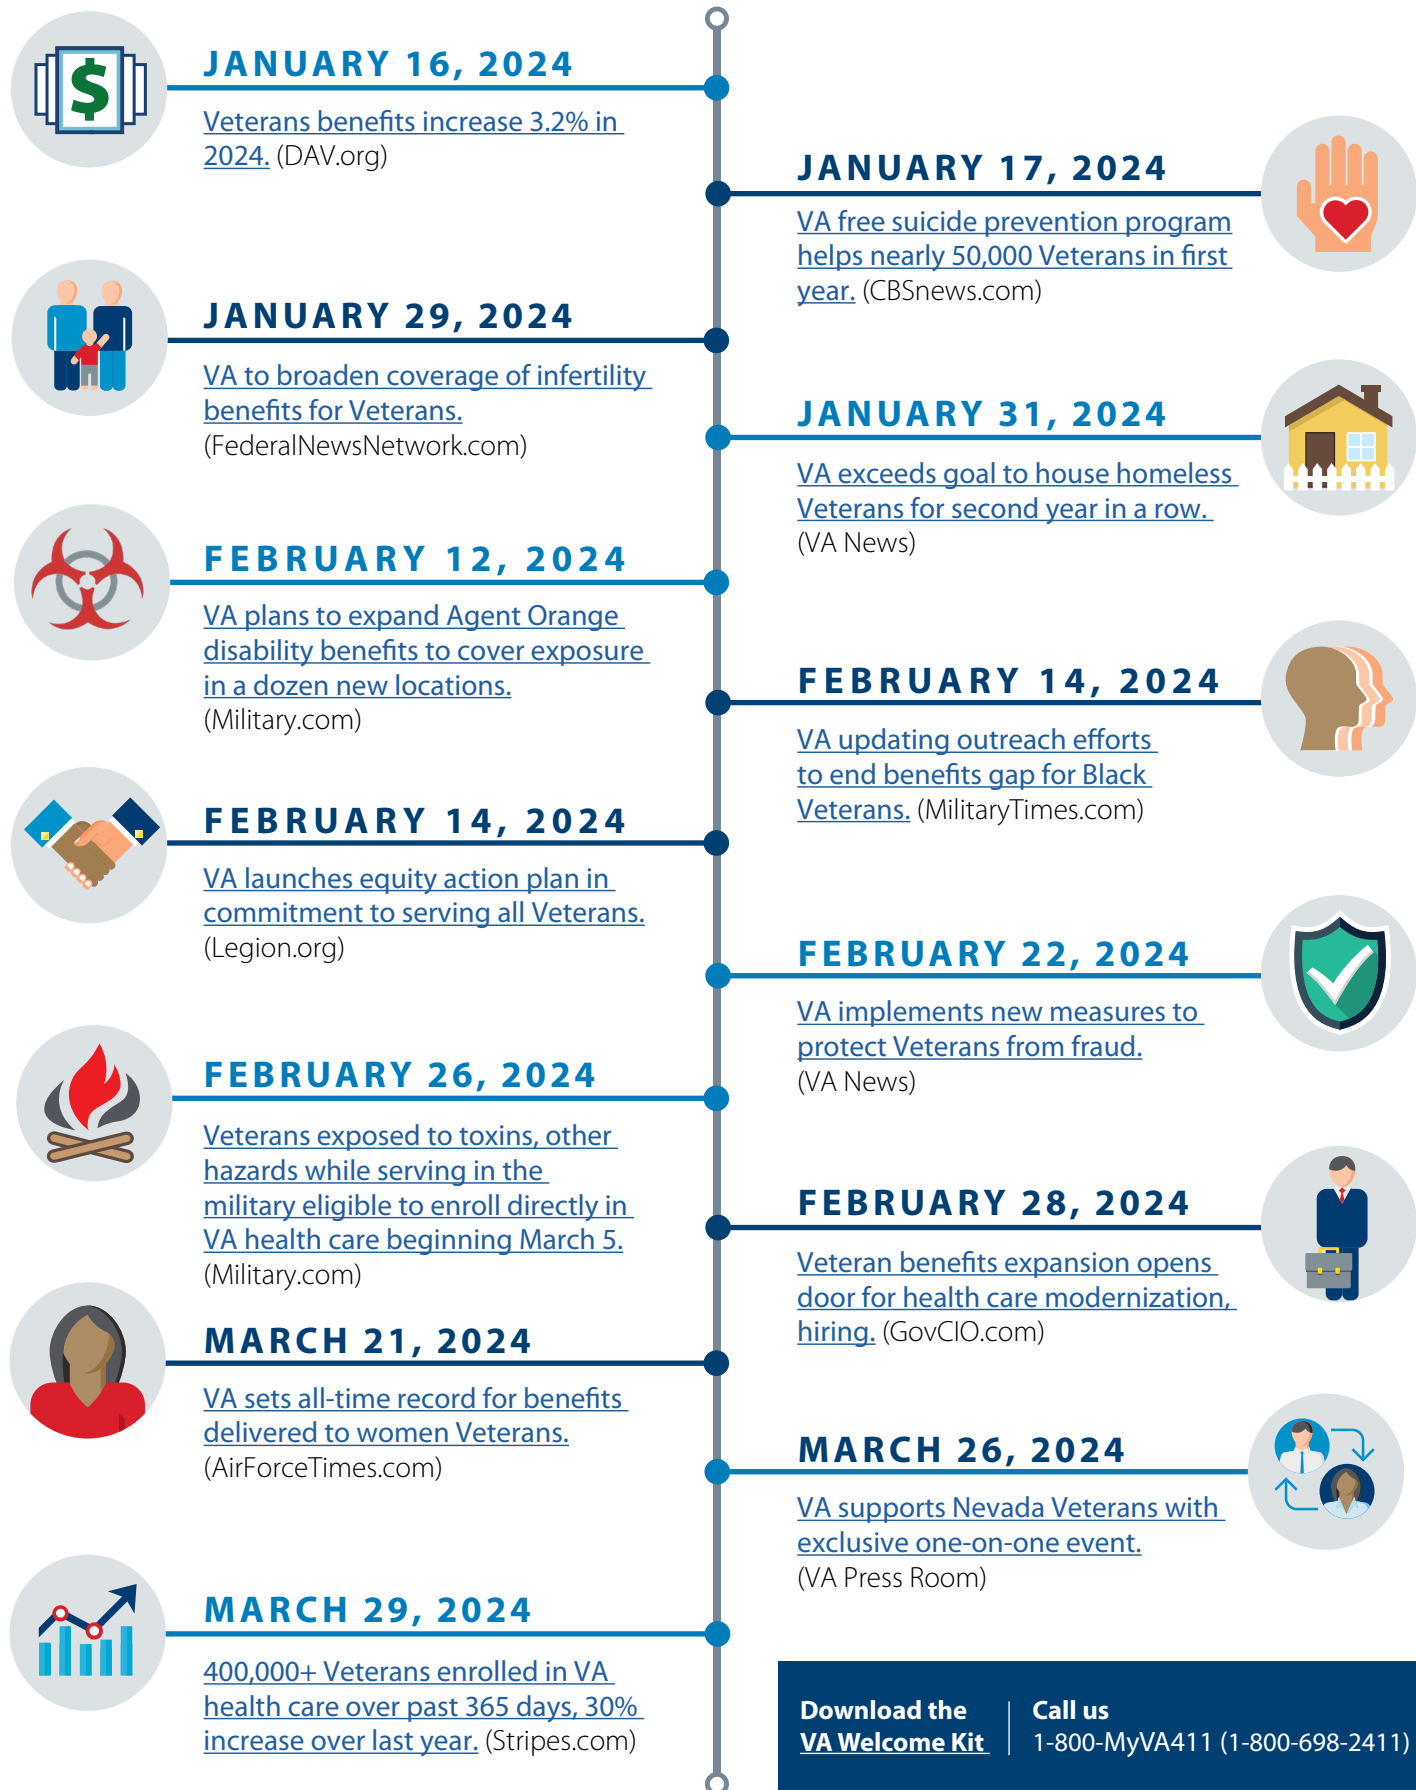 JANUARY 16, 2024
Veterans benefits increase 3.2% in
2024. (DAV.org)
JANUARY 17, 2024
VA free suicide prevention program
helps nearly 50,000 Veterans in first
year. (CBSnews.com)
JANUARY 29, 2024
VA to broaden coverage of infertility
benefits for Veterans.
(FederalNewsNetwork.com)
JANUARY 31, 2024
VA exceeds goal to house homeless
Veterans for second year in a row.
(VA News)
FEBRUARY 12, 2024
VA plans to expand Agent Orange
disability benefits to cover exposure
in a dozen new locations.
(Military.com)
FEBRUARY 14, 2024
VA updating outreach efforts
to end benefits gap for Black
Veterans. (MilitaryTimes.com)
FEBRUARY 14, 2024
VA launches equity action plan in
commitment to serving all Veterans.
(Legion.org)
FEBRUARY 22, 2024
VA implements new measures to
protect Veterans from fraud.
(VA News)
FEBRUARY 26, 2024
Veterans exposed to toxins, other
hazards while serving in the
military eligible to enroll directly in
VA health care beginning March 5.
(Military.com)
FEBRUARY 28, 2024
Veteran benefits expansion opens
door for health care modernization,
hiring. (GovCIO.com)
MARCH 21, 2024
VA sets all-time record for benefits
delivered to women Veterans.
(AirForceTimes.com)
MARCH 26, 2024
VA supports Nevada Veterans with
exclusive one-on-one event.
(VA Press Room)
MARCH 29, 2024
400,000+ Veterans enrolled in VA
health care over past 365 days, 30%
increase over last year. (Stripes.com)
Download the
VA Welcome Kit
Call us
1-800-MyVA411 (1-800-698-2411)
$